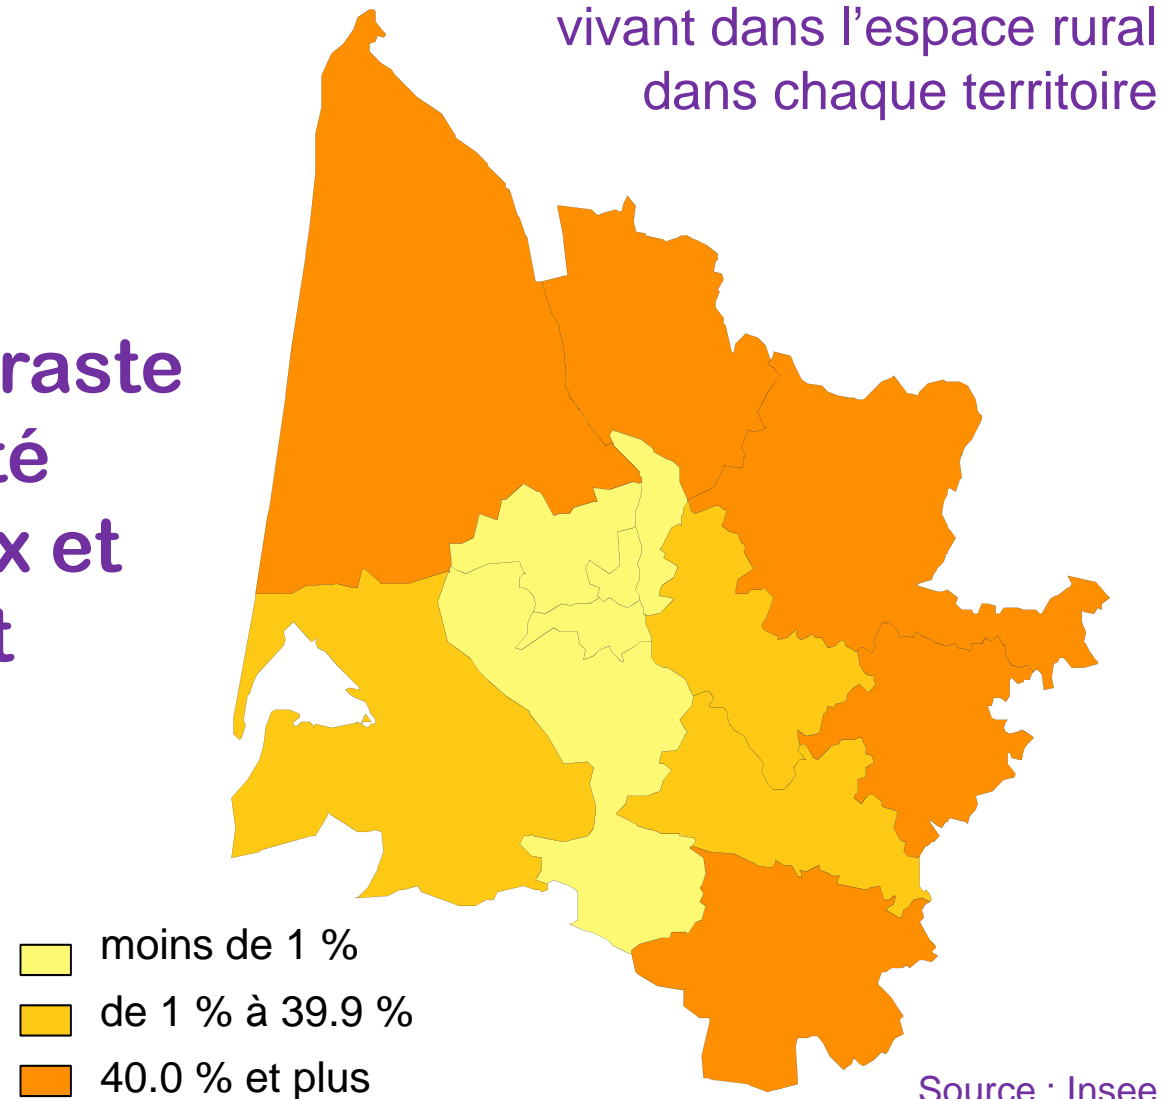 vivant dans l’espace rural
dans chaque territoire
raste
té
x et
t
moins de 1 %
de 1 % à 39.9 %
40.0 % et plus
Source : Insee